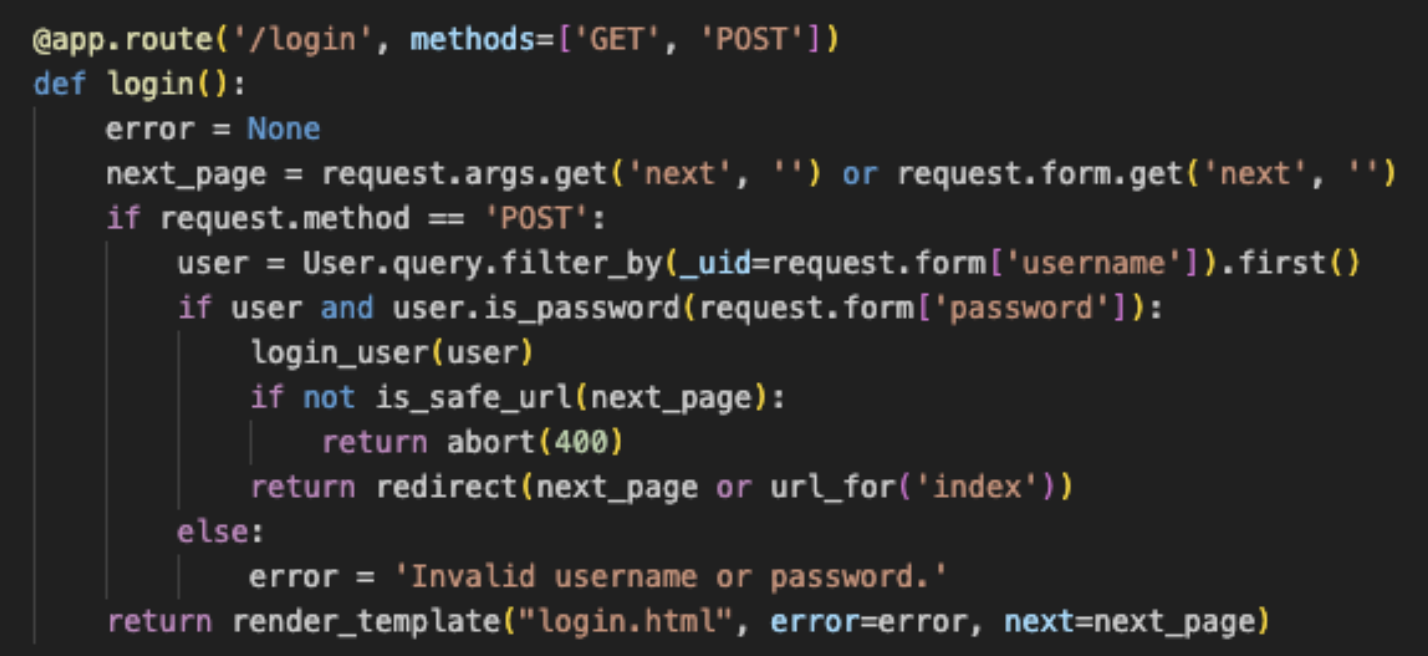 @app.route('/login', methods=['GET', 'POST'])
def login():
    error = None
    next_page = request.args.get('next', '') or request.form.get('next', '')
    if request.method == 'POST':
        user = User.query.filter_by(_uid=request.form['username']).first()
        if user and user.is_password(request.form['password']):
            login_user(user)
            if not is_safe_url(next_page):
                return abort(400)
            return redirect(next_page or url_for('index'))
        else:
            error = 'Invalid username or password.'
    return render_template("login.html", error=error, next=next_page)